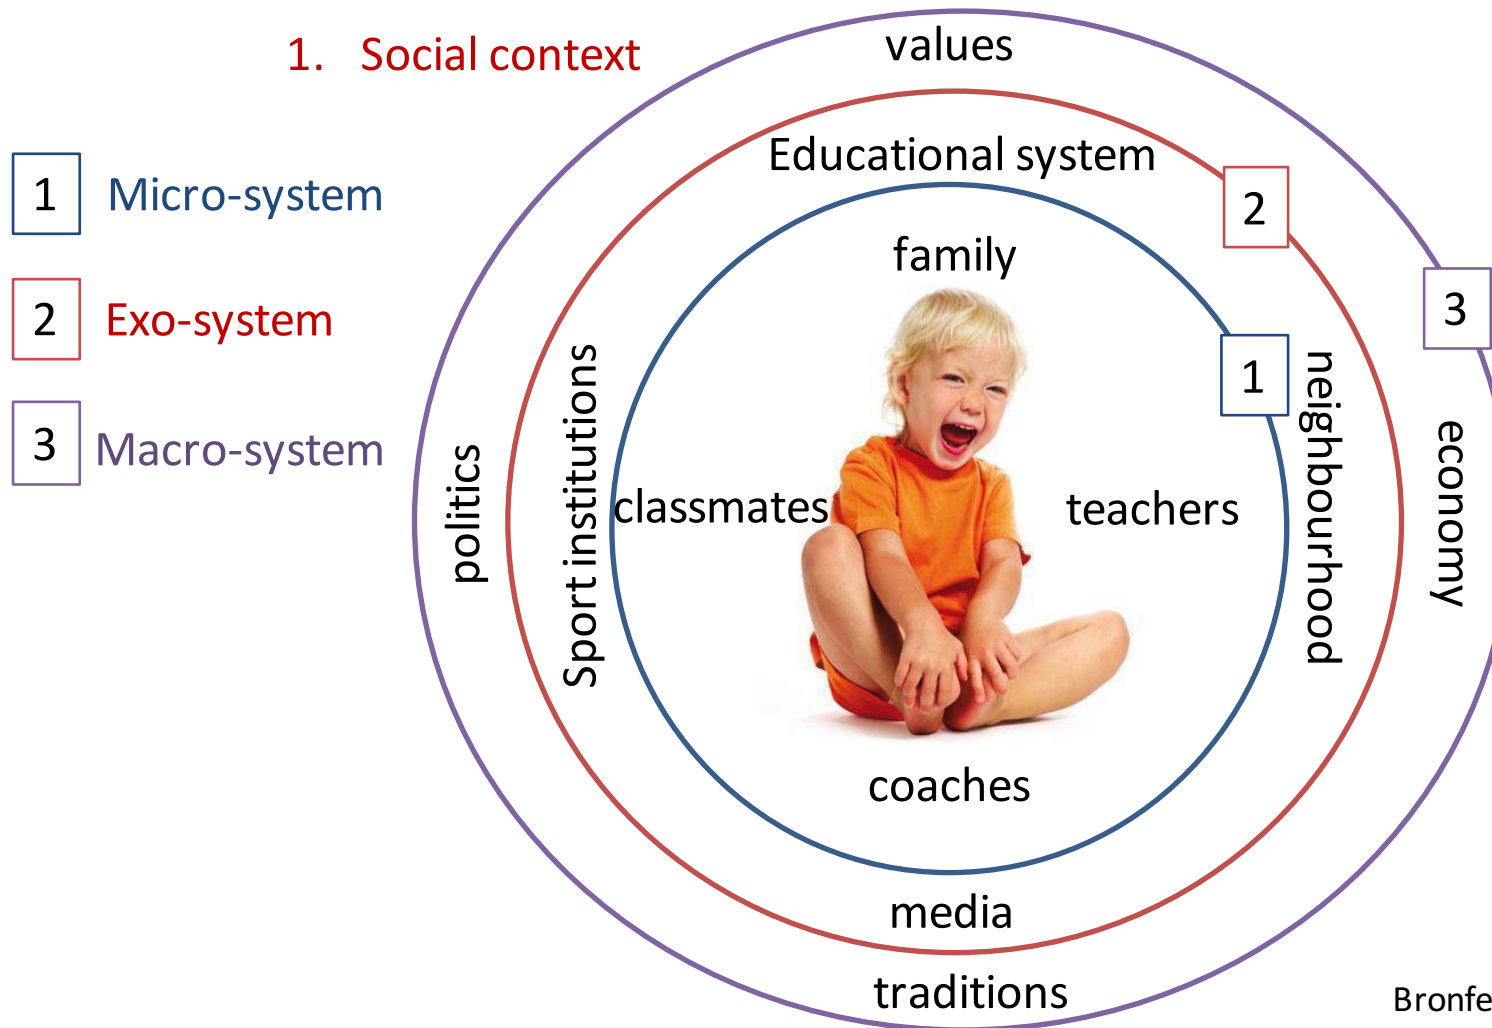 1. Social context
values
1 Micro-system
2 Exo-system
3 Macro-system
Educational system
2
family
3
1
Sport institutions
neighbourhood
politics
classmates
teachers
economy
coaches
media
traditions
Bronfe